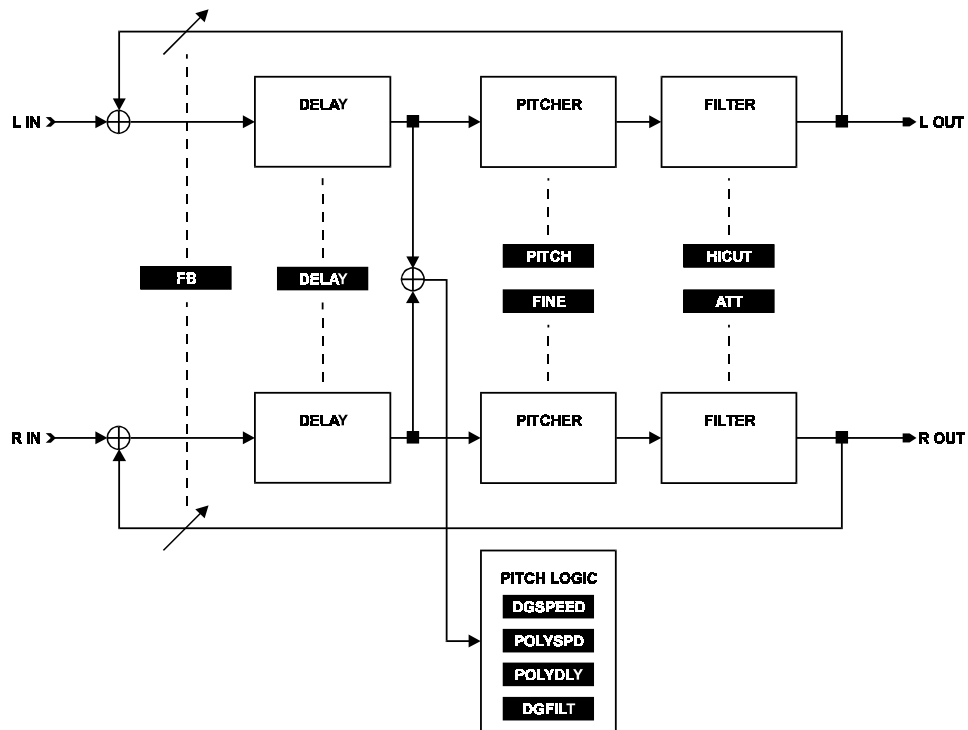 DELAY
PITCHER
FILTER
L IN
L OUT
PITCH
HICUT
FB
DELAY
FINE
ATT
DELAY
PITCHER
FILTER
R IN
R OUT
PITCH LOGIC
DGSPEED
POLYSPD
POLYDLY
DGFILT